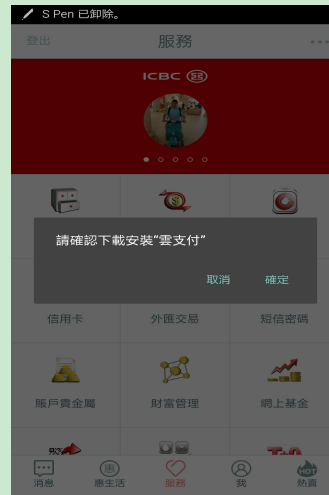 S Pen 已卸除。
登出
服務
ICBC
請確認下載安裝“雲支付”
取消
確定
信用卡
外匯交易
短信密碼
賬戶貴金屬
財富管理
網上基金
T+0
消息
惠
惠生活
服務
我
HOT
熱賣